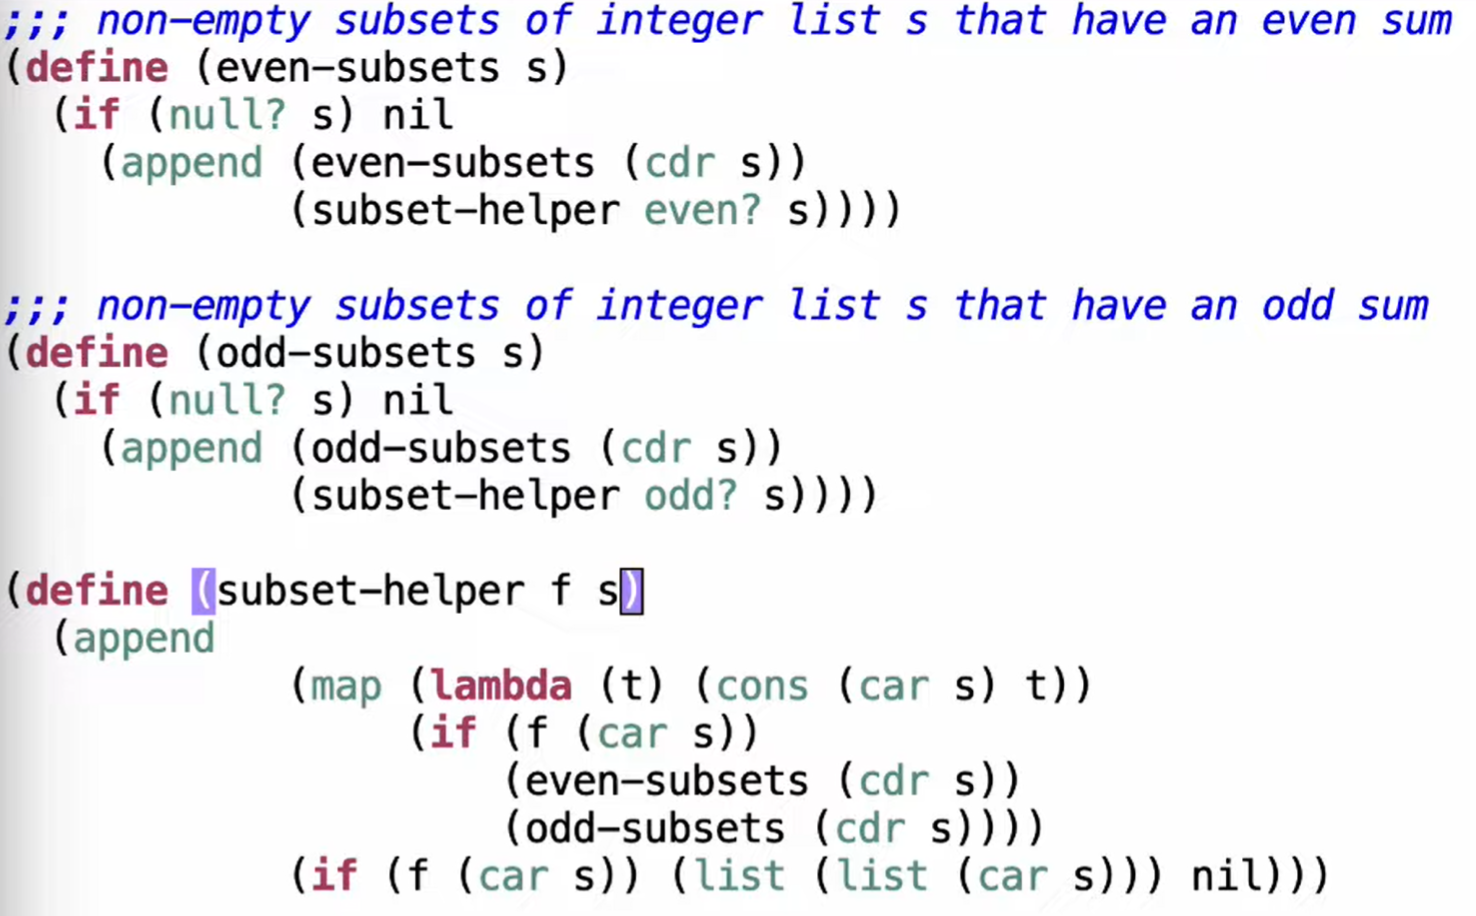 ;;; non-empty subsets of integer list s that have an even sum
(define (even-subsets s)
  (if (null? s) nil
    (append (even-subsets (cdr s))
            (subset-helper even? s))))

;;; non-empty subsets of integer list s that have an odd sum
(define (odd-subsets s)
  (if (null? s) nil
    (append (odd-subsets (cdr s))
            (subset-helper odd? s))))

(define (subset-helper f s)
  (append
            (map (lambda (t) (cons (car s) t))
                 (if (f (car s))
                     (even-subsets (cdr s))
                     (odd-subsets (cdr s))))
            (if (f (car s)) (list (list (car s))) nil)))